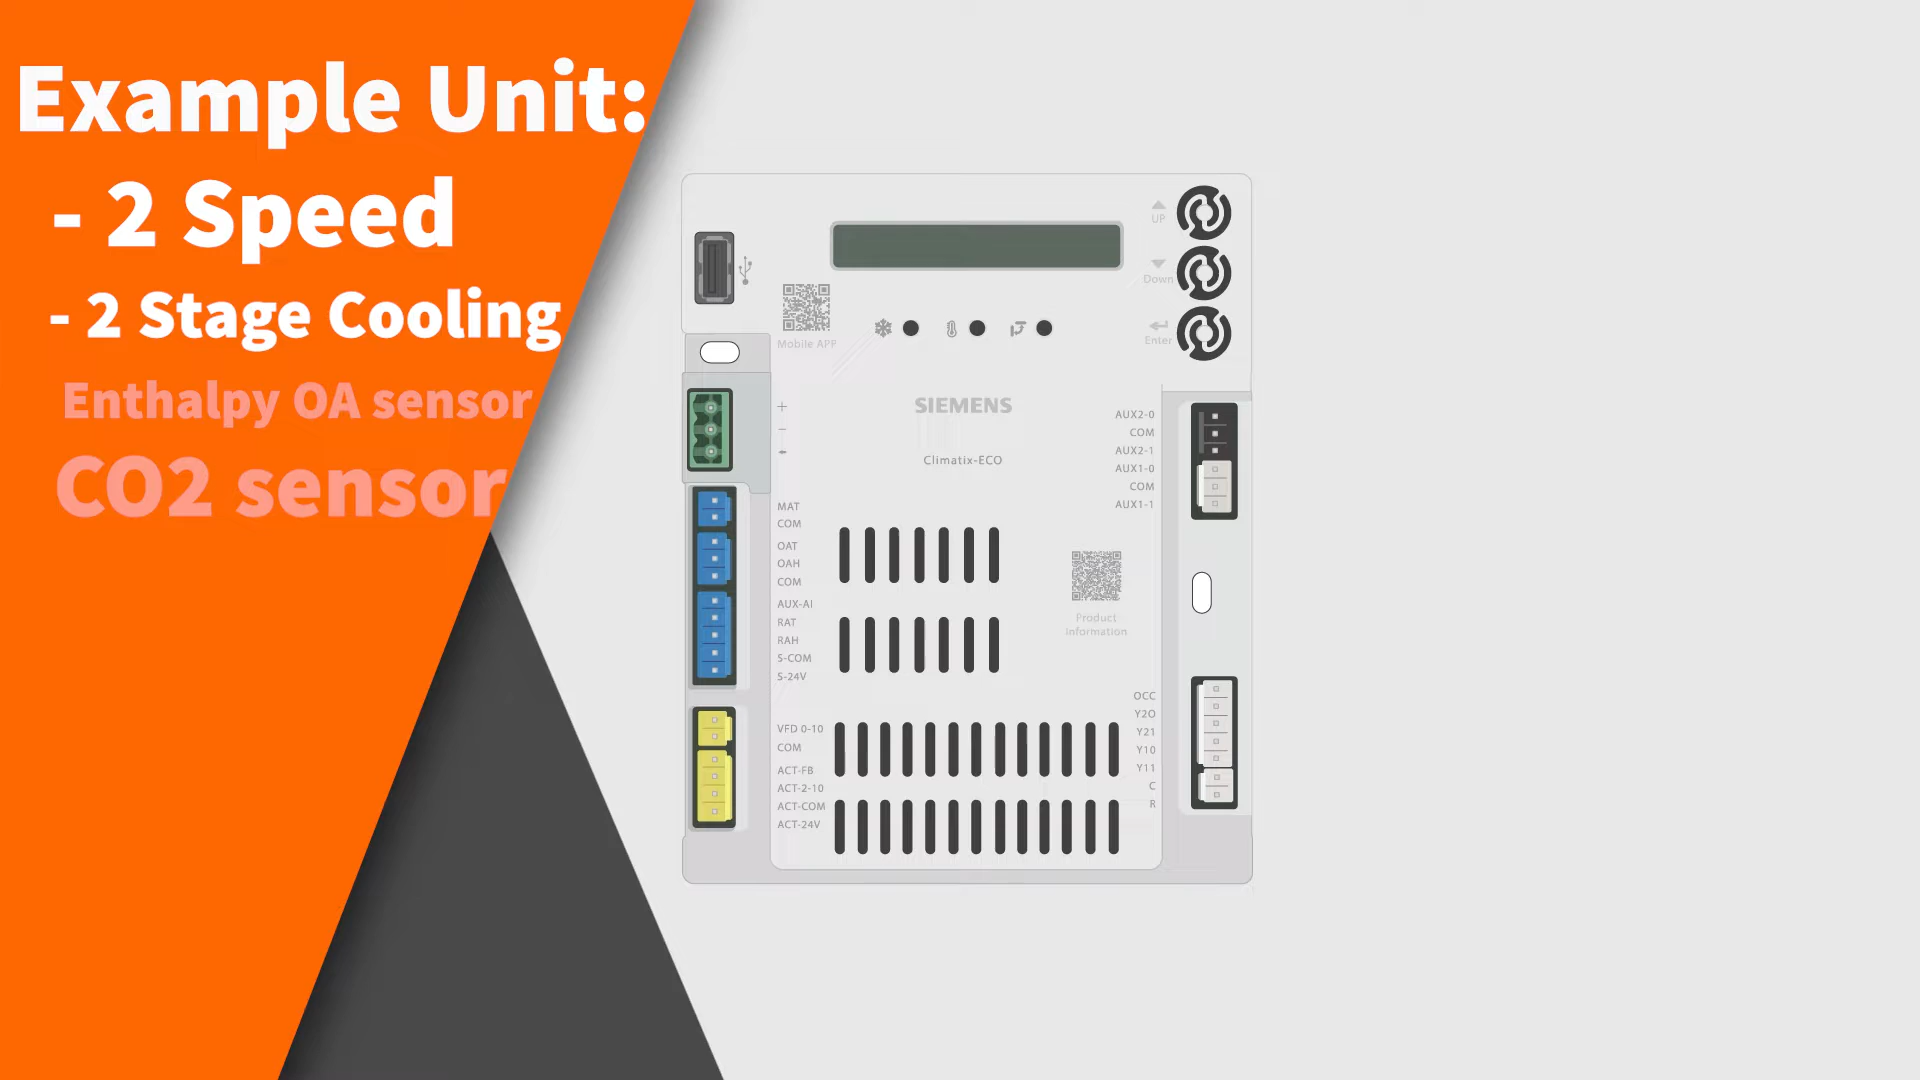 Example Unit:
- 2 Speed
- 2 Stage Cooling
Enthalpy OA sensor
CO2 sensor
UP
Down
Enter
Mobile APP
SIEMENS
Climatix-ECO
+
−
MAT
COM
OAT
OAH
COM
AUX-AI
RAT
RAH
S-COM
S-24V
VFD 0-10
COM
ACT-FB
ACT-2-10
ACT-COM
ACT-24V
AUX2-0
COM
AUX2-1
AUX1-0
COM
AUX1-1
Product
Information
OCC
Y2O
Y21
Y10
Y11
C
R